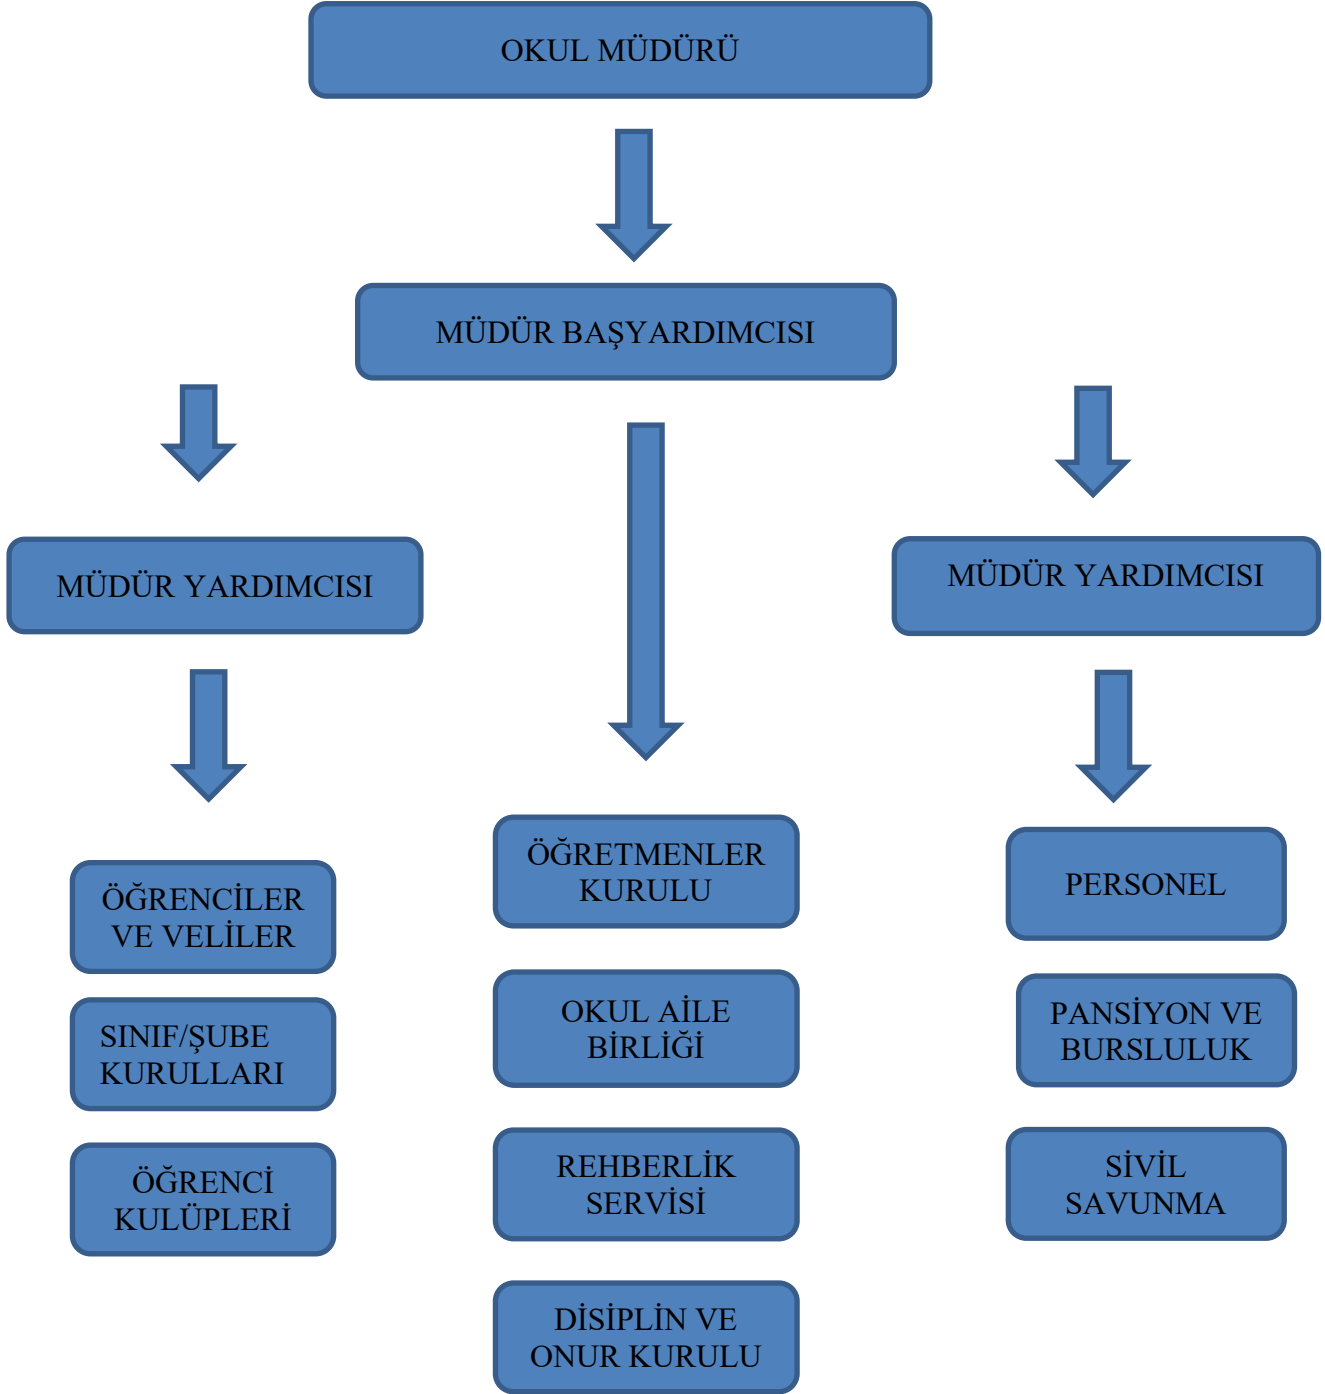 OKUL MÜDÜRÜ
MÜDÜR BAŞYARDIMCISI
MÜDÜR YARDIMCISI
MÜDÜR YARDIMCISI
ÖĞRENCİLER
VE VELİLER
SINIF/ŞUBE
KURULLARI
ÖĞRENCİ
KULÜPLERİ
ÖĞRETMENLER
KURULU
OKUL AİLE
BİRLİĞİ
REHBERLİK
SERVİSİ
DİSİPLİN VE
ONUR KURULU
PERSONEL
PANSİYON VE
BURSLULUK
SİVİL
SAVUNMA